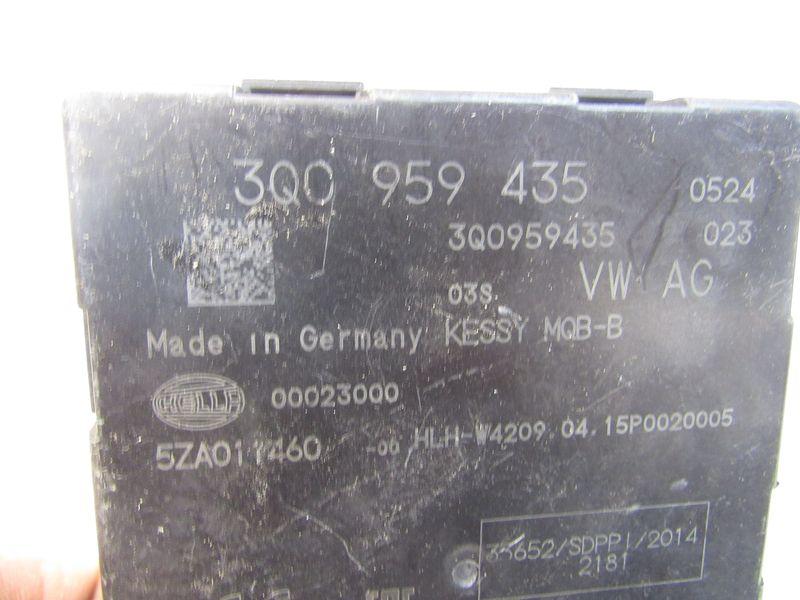 3Q0 959 435 0524
3Q0959435 023
03S VW AG
Made in Germany KESSY MQB-B
HELLA 00023000
5ZA011460 -00 HLH-W4209 04.15P0020005
/SDPPI/2014
2181